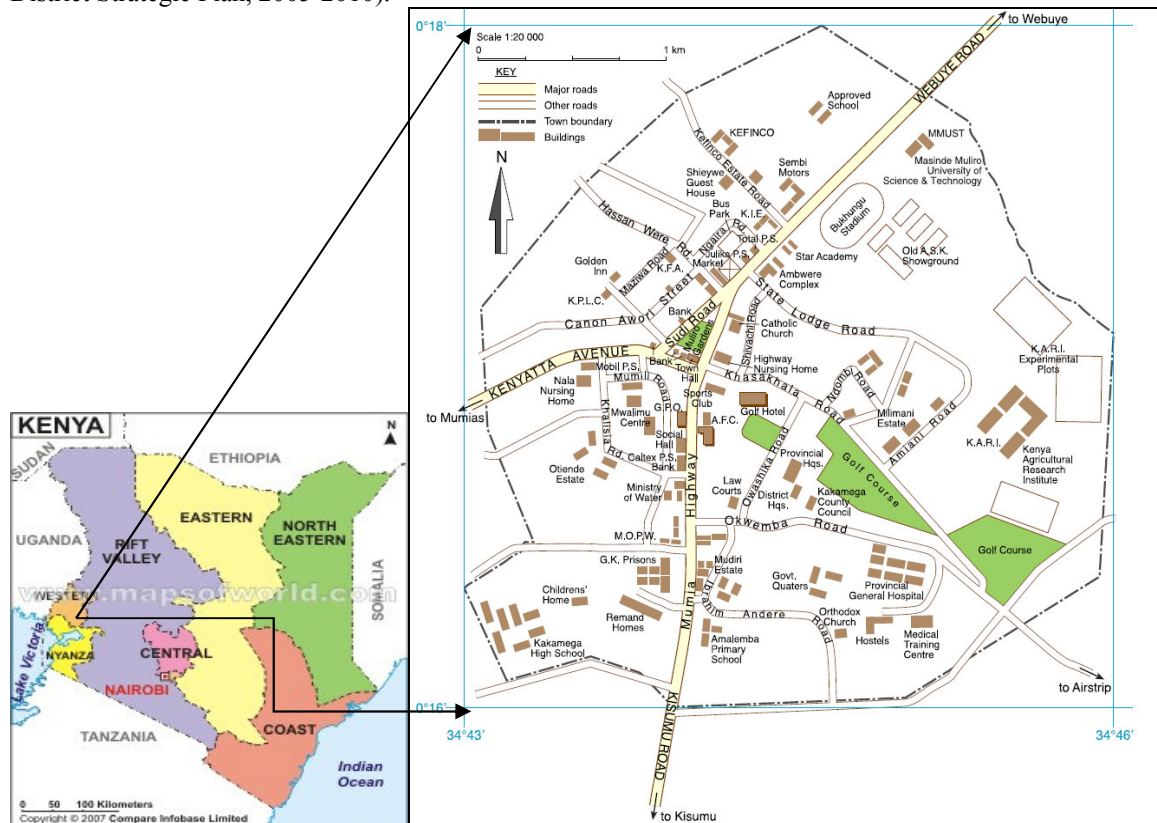 District Strategic Plan, 2005-2010).
0°18'
to Webuye
Scale 1:20 000
0 1 km
KEY
Major roads
Other roads
Town boundary
Buildings
N
WEBUYE ROAD
Approved
School
KEFINCO
Kefinco Estate Road
MMUST
Masinde Muliro
University of
Science & Technology
Sembi
Motors
Shieywe
Guest
House
Bus
Park
K.I.E.
Hassan Were Rd.
Ngaira Rd.
Bukhungu
Stadium
Total P.S.
Julika P.S.
Market
Star Academy
Old A.S.K.
Showground
Golden
Inn
Maziwa Road
K.F.A.
Ambwere
Complex
K.P.L.C.
Canon Awori Street
State Lodge Road
Bank
Sudi Road
Muliro
Gardens
Shivachi Road
Catholic
Church
K.A.R.I.
Experimental
Plots
KENYATTA AVENUE
Bank
Town
Hall
Highway
Nursing Home
Khasakhala Road
Ndombi Road
Mobil P.S.
Mumill Road
Nala
Nursing
Home
Sports
Club
to Mumias
Mwalimu
Centre
G.P.O.
A.F.C.
Golf Hotel
Milimani
Estate
Amiani Road
K.A.R.I.
Kenya
Agricultural
Research
Institute
Khalisia Rd.
Social
Hall
Caltex P.S.
Bank
Otiende
Estate
Owashika Road
Provincial
Hqs.
Golf Course
Ministry
of Water
Law
Courts
District
Hqs.
Kakamega
County
Council
Mumia Highway
Okwemba Road
M.O.P.W.
Golf Course
G.K. Prisons
Mudiri
Estate
Govt.
Quaters
Provincial
General Hospital
Childrens'
Home
Remand
Homes
Andere Road
Orthodox
Church
Hostels
Medical
Training
Centre
Kakamega
High School
Amalemba
Primary
School
to Airstrip
0°16'
34°43'
34°46'
KISUMU ROAD
to Kisumu
KENYA
N
SUDAN
ETHIOPIA
EASTERN
NORTH
EASTERN
UGANDA
RIFT
VALLEY
www.mapsofworld.com
WESTERN
SOMALIA
Lake Victoria
NYANZA
CENTRAL
NAIROBI
COAST
TANZANIA
Indian
Ocean
0 50 100 Kilometers
Copyright © 2007 Compare Infobase Limited